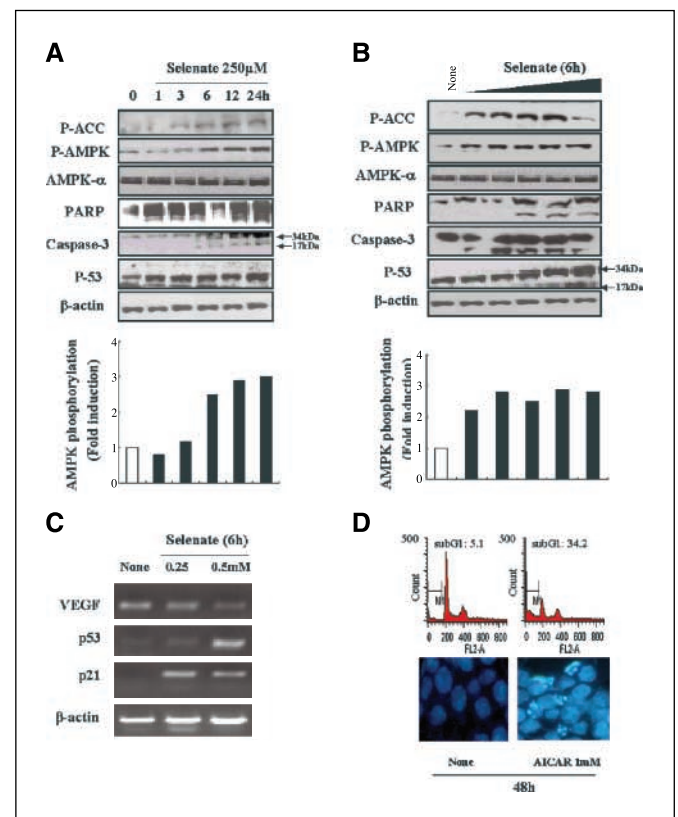 A
Selenate 250µM
0 1 3 6 12 24h
P-ACC
P-AMPK
AMPK-α
PARP
Caspase-3
34kDa
17kDa
P-53
β-actin
AMPK phosphorylation
(Fold induction)
4
3
2
1
0
B
None
Selenate (6h)
P-ACC
P-AMPK
AMPK-α
PARP
Caspase-3
P-53
34kDa
17kDa
β-actin
AMPK phosphorylation
(Fold induction)
4
3
2
1
0
C
Selenate (6h)
None 0.25 0.5mM
VEGF
p53
p21
β-actin
D
300
subG1: 5.1
Count
M
0 200 400 600 800
FL2-A
300
subG1: 34.2
Count
M
0 200 400 600 800
FL2-A
None AICAR 1mM
48h